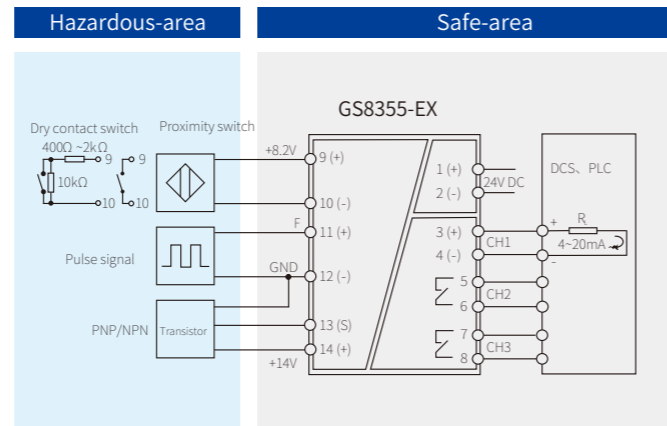 Hazardous-area
Safe-area
GS8355-EX
Dry contact switch
Proximity switch
400Ω ~2kΩ
9
9
10kΩ
10
10
+8.2V
9 (+)
10 (-)
F
11 (+)
Pulse signal
GND
12 (-)
PNP/NPN
Transistor
13 (S)
14 (+)
+14V
1 (+)
2 (-)
24V DC
3 (+)
4 (-)
CH1
5
6
CH2
7
8
CH3
DCS、PLC
+
R
4~20mA
-